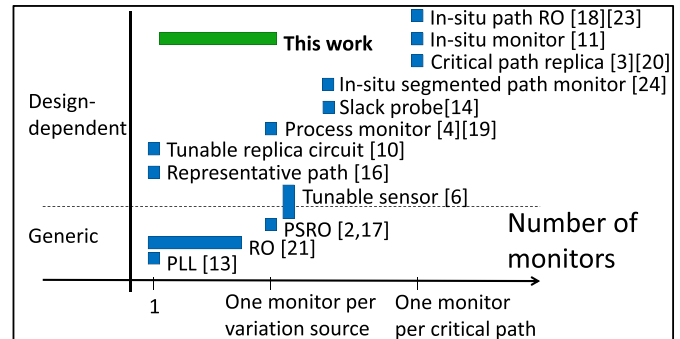 In-situ path RO [18][23]
This work
In-situ monitor [11]
Critical path replica [3][20]
In-situ segmented path monitor [24]
Design-
dependent
Slack probe[14]
Process monitor [4][19]
Tunable replica circuit [10]
Representative path [16]
Tunable sensor [6]
Generic
PSRO [2,17]
RO [21]
PLL [13]
Number of
monitors
1
One monitor per
variation source
One monitor
per critical path